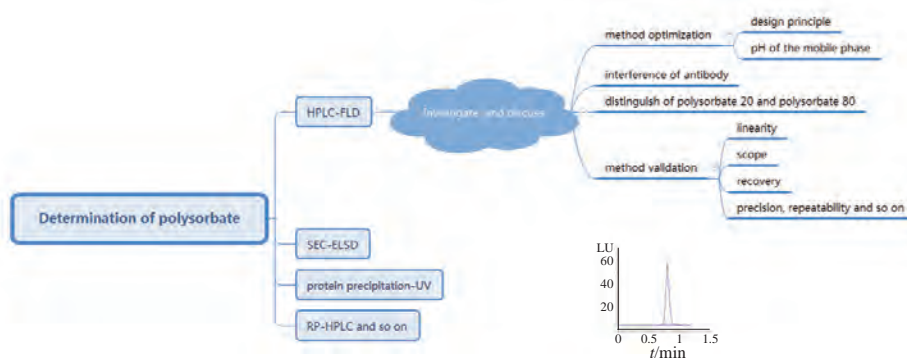 design principle
method optimization
pH of the mobile phase
interference of antibody
HPLC-FLD
Investigate and discuss
distinguish of polysorbate 20 and polysorbate 80
linearity
scope
method validation
recovery
precision, repeatability and so on
Determination of polysorbate
SEC-ELSD
protein precipitation-UV
RP-HPLC and so on
LU
60
40
20
0 0.5 1 1.5
t/min